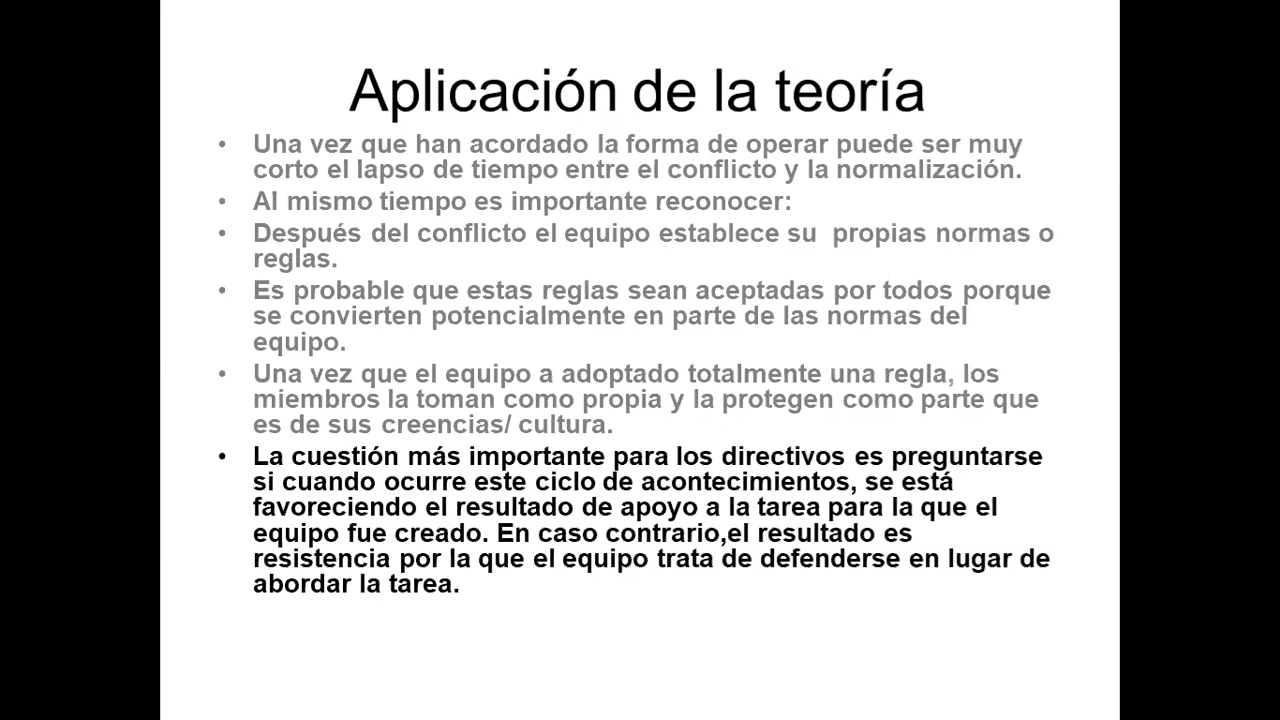 Aplicación de la teoría
• Una vez que han acordado la forma de operar puede ser muy
corto el lapso de tiempo entre el conflicto y la normalización.
• Al mismo tiempo es importante reconocer:
• Después del conflicto el equipo establece su  propias normas o
reglas.
• Es probable que estas reglas sean aceptadas por todos porque
se convierten potencialmente en parte de las normas del
equipo.
• Una vez que el equipo a adoptado totalmente una regla, los
miembros la toman como propia y la protegen como parte que
es de sus creencias/ cultura.
• La cuestión más importante para los directivos es preguntarse
si cuando ocurre este ciclo de acontecimientos, se está
favoreciendo el resultado de apoyo a la tarea para la que el
equipo fue creado. En caso contrario,el resultado es
resistencia por la que el equipo trata de defenderse en lugar de
abordar la tarea.